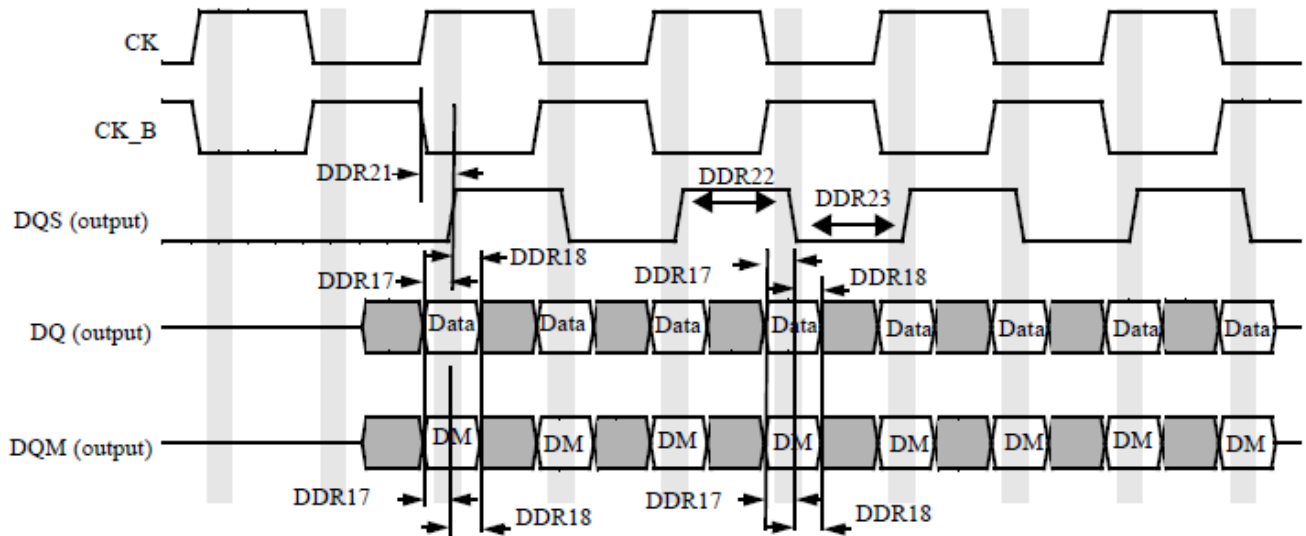 CK
CK_B
DDR21
DDR22
DDR23
DQS (output)
DDR17
DDR18
DDR17
DDR18
DQ (output)
Data
Data
Data
Data
Data
Data
Data
Data
DQM (output)
DM
DM
DM
DM
DM
DM
DM
DM
DDR17
DDR18
DDR17
DDR18